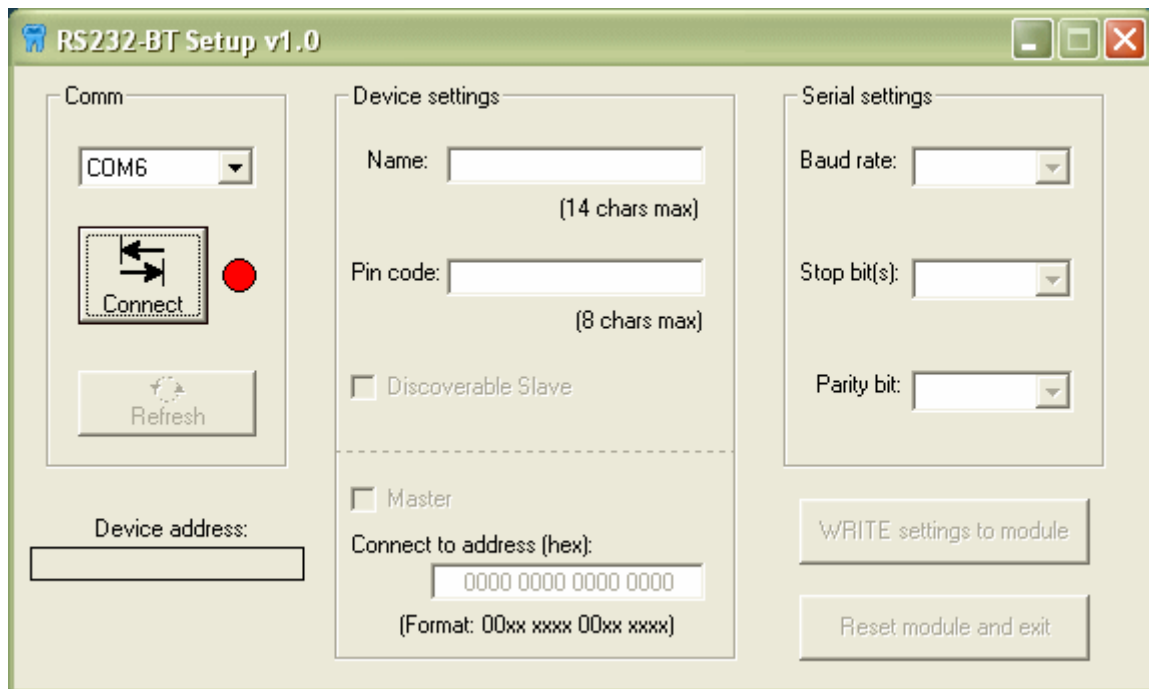 RS232-BT Setup v1.0
Comm
COM6
Connect
Refresh
Device address:
Device settings
Name:
(14 chars max)
Pin code:
(8 chars max)
Discoverable Slave
Master
Connect to address (hex):
0000 0000 0000 0000
(Format: 00xx xxxx 00xx xxxx)
Serial settings
Baud rate:
Stop bit(s):
Parity bit:
WRITE settings to module
Reset module and exit